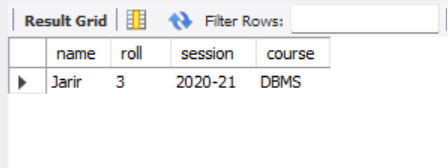 Result Grid Filter Rows:
name roll session course
Jarir 3 2020-21 DBMS